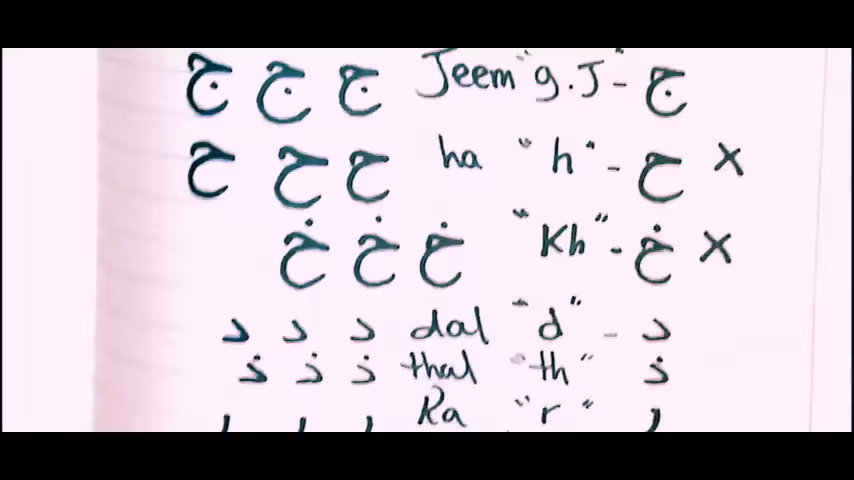 ج ج ج Jeem "g.J" - ج
ح ح ح ha "h" - ح X
خ خ خ "Kh" - خ X
د د د dal "d" - د
ذ ذ ذ thal "th" ذ
ر ر ر Ra "r" ر